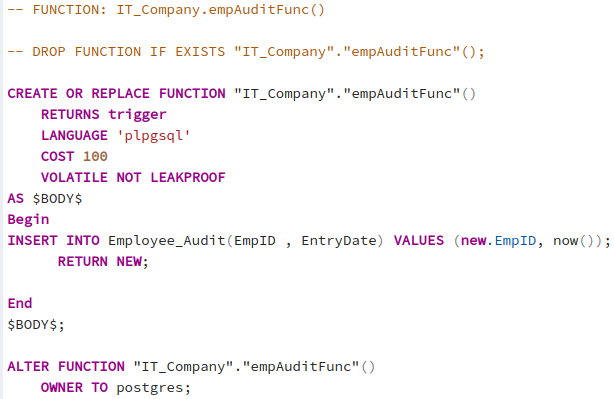 -- FUNCTION: IT_Company.empAuditFunc()
-- DROP FUNCTION IF EXISTS "IT_Company"."empAuditFunc"();
CREATE OR REPLACE FUNCTION "IT_Company"."empAuditFunc"()
    RETURNS trigger
    LANGUAGE 'plpgsql'
    COST 100
    VOLATILE NOT LEAKPROOF
AS $BODY$
Begin
INSERT INTO Employee_Audit(EmpID , EntryDate) VALUES (new.EmpID, now());
      RETURN NEW;
End
$BODY$;
ALTER FUNCTION "IT_Company"."empAuditFunc"()
    OWNER TO postgres;